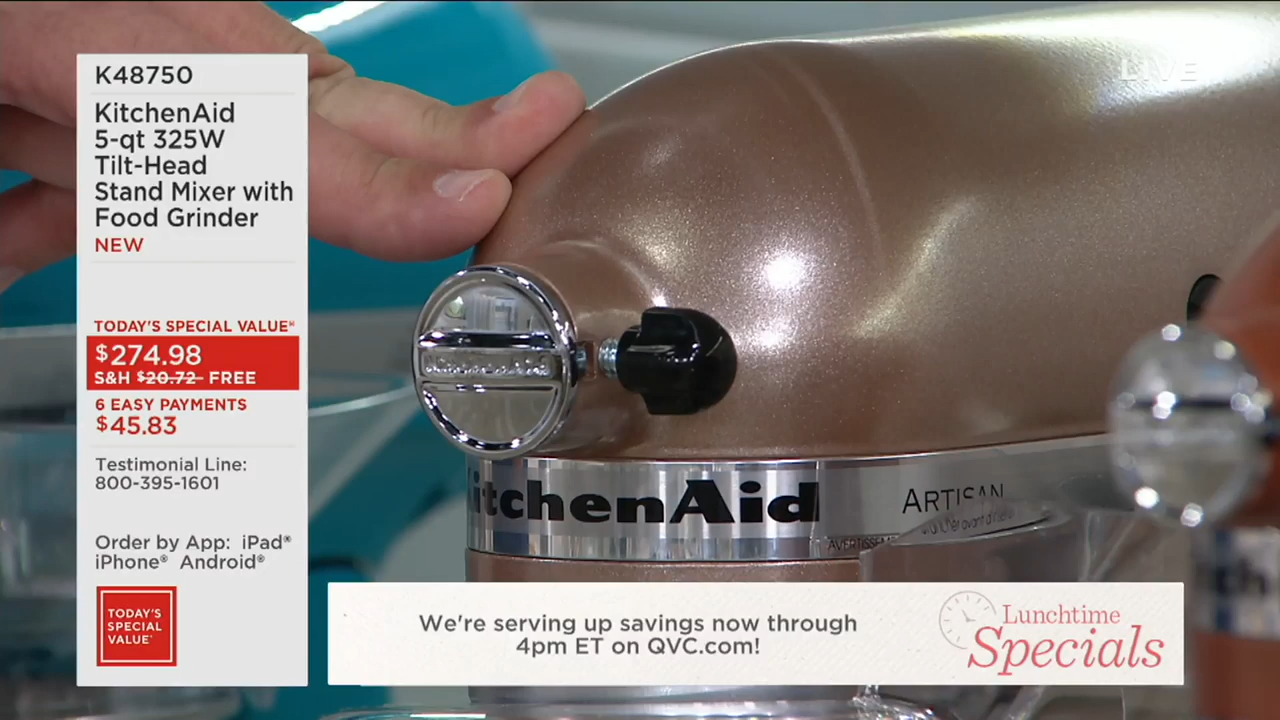 K48750
KitchenAid
5-qt 325W
Tilt-Head
Stand Mixer with
Food Grinder
NEW
TODAY'S SPECIAL VALUE®
$274.98
S&H $20.72 FREE
6 EASY PAYMENTS
$45.83
Testimonial Line:
800-395-1601
Order by App: iPad®
iPhone® Android®
TODAY'S
SPECIAL
VALUE®
LIVE
KitchenAid
itchenAid
ARTISAN
AVERTISSEM
We're serving up savings now through
4pm ET on QVC.com!
Lunchtime
Specials